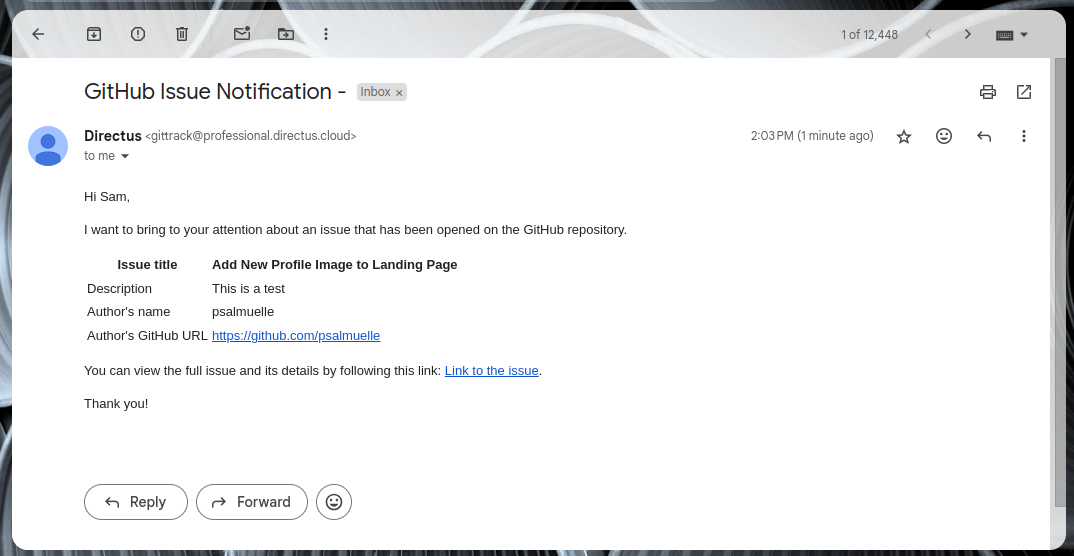 1 of 12,448
GitHub Issue Notification - Inbox ×
Directus <gittrack@professional.directus.cloud> 2:03 PM (1 minute ago)
to me
Hi Sam,
I want to bring to your attention about an issue that has been opened on the GitHub repository.
Issue title Add New Profile Image to Landing Page
Description This is a test
Author's name psalmuelle
Author's GitHub URL https://github.com/psalmuelle
You can view the full issue and its details by following this link: Link to the issue.
Thank you!
Reply Forward